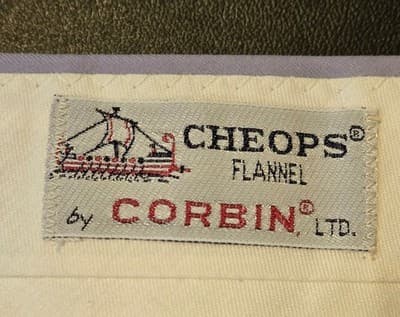 CHEOPS®
FLANNEL
by CORBIN®, LTD.